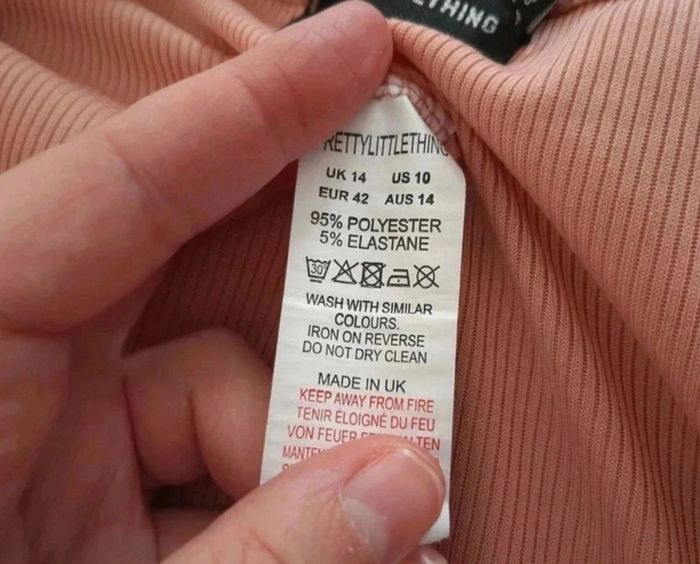 THING
RETTYLITTLETHIN
UK 14 US 10
EUR 42 AUS 14
95% POLYESTER
5% ELASTANE
30°
WASH WITH SIMILAR
COLOURS.
IRON ON REVERSE
DO NOT DRY CLEAN
MADE IN UK
KEEP AWAY FROM FIRE
TENIR ÉLOIGNÉ DU FEU
VON FEUER